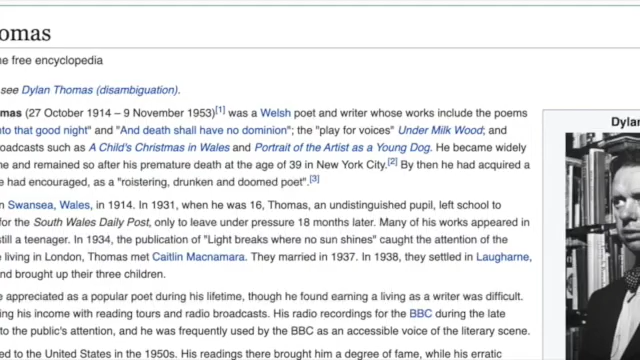 omas
ne free encyclopedia
see Dylan Thomas (disambiguation).
mas (27 October 1914 – 9 November 1953)[1] was a Welsh poet and writer whose works include the poems
nto that good night" and "And death shall have no dominion"; the "play for voices" Under Milk Wood; and
oadcasts such as A Child's Christmas in Wales and Portrait of the Artist as a Young Dog. He became widely
me and remained so after his premature death at the age of 39 in New York City.[2] By then he had acquired a
e had encouraged, as a "roistering, drunken and doomed poet".[3]
n Swansea, Wales, in 1914. In 1931, when he was 16, Thomas, an undistinguished pupil, left school to
for the South Wales Daily Post, only to leave under pressure 18 months later. Many of his works appeared in
still a teenager. In 1934, the publication of "Light breaks where no sun shines" caught the attention of the
e living in London, Thomas met Caitlin Macnamara. They married in 1937. In 1938, they settled in Laugharne,
nd brought up their three children.
e appreciated as a popular poet during his lifetime, though he found earning a living as a writer was difficult.
ing his income with reading tours and radio broadcasts. His radio recordings for the BBC during the late
to the public's attention, and he was frequently used by the BBC as an accessible voice of the literary scene.
ed to the United States in the 1950s. His readings there brought him a degree of fame, while his erratic
Dylan